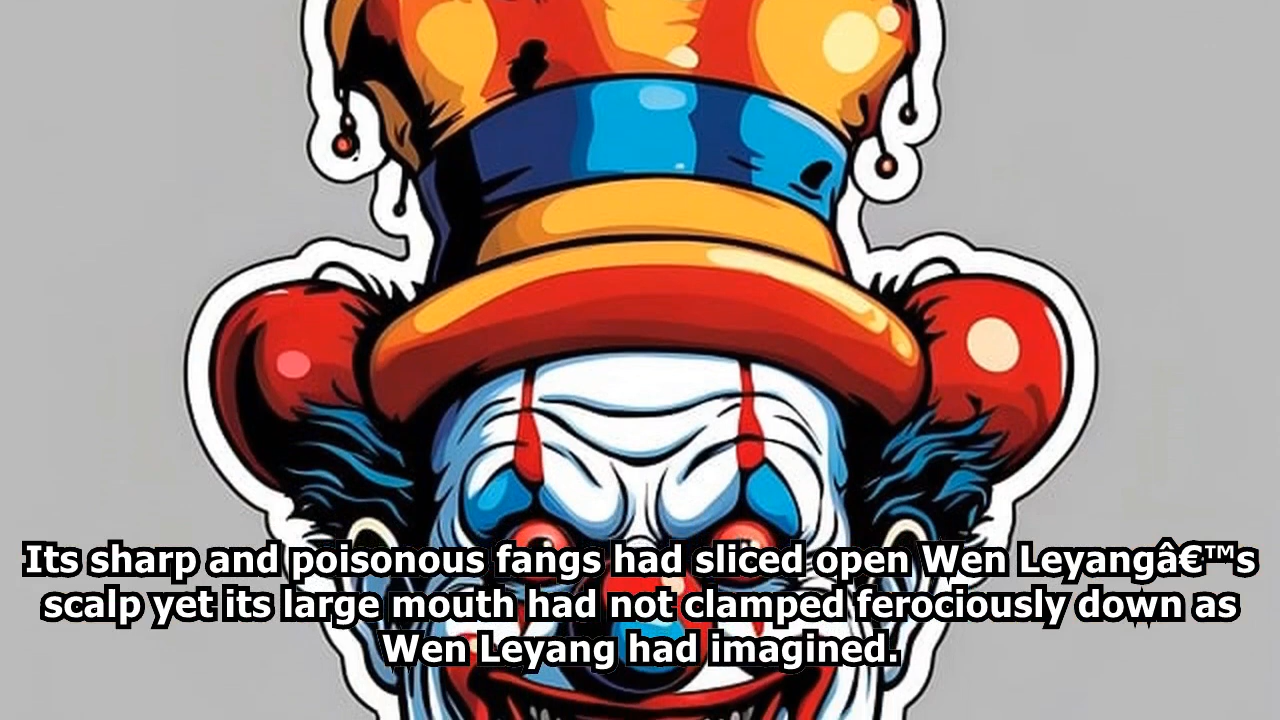 Its sharp and poisonous fangs had sliced open Wen Leyangâ€™s
scalp yet its large mouth had not clamped ferociously down as
Wen Leyang had imagined.